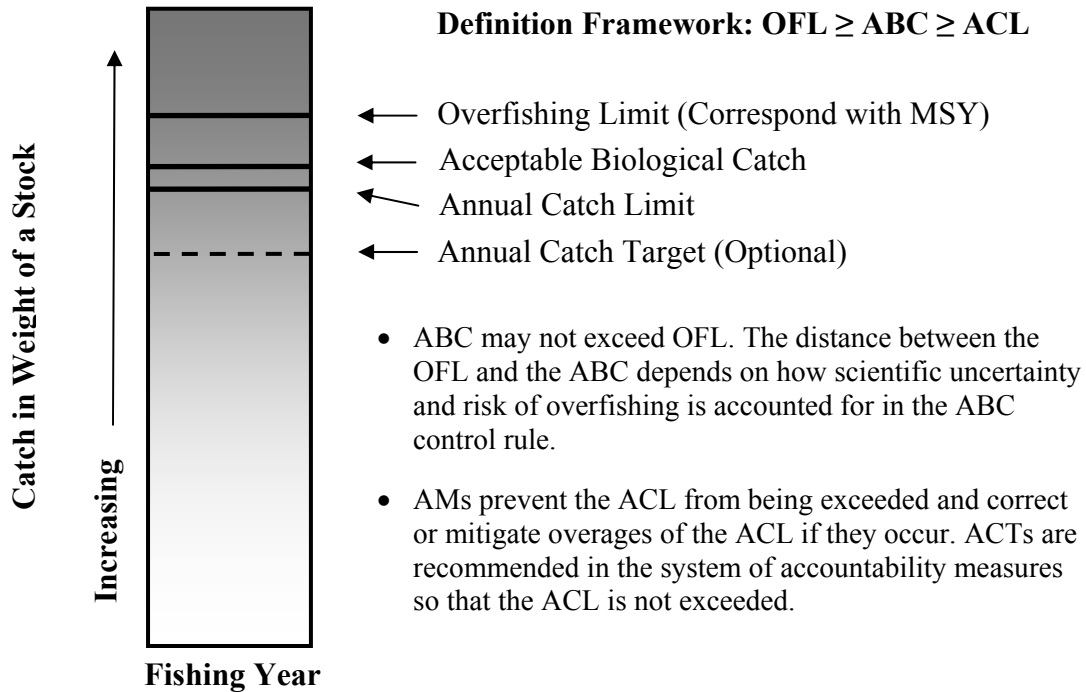 Definition Framework: OFL ≥ ABC ≥ ACL
Catch in Weight of a Stock
Increasing
Overfishing Limit (Correspond with MSY)
Acceptable Biological Catch
Annual Catch Limit
Annual Catch Target (Optional)
• ABC may not exceed OFL. The distance between the
OFL and the ABC depends on how scientific uncertainty
and risk of overfishing is accounted for in the ABC
control rule.
• AMs prevent the ACL from being exceeded and correct
or mitigate overages of the ACL if they occur. ACTs are
recommended in the system of accountability measures
so that the ACL is not exceeded.
Fishing Year